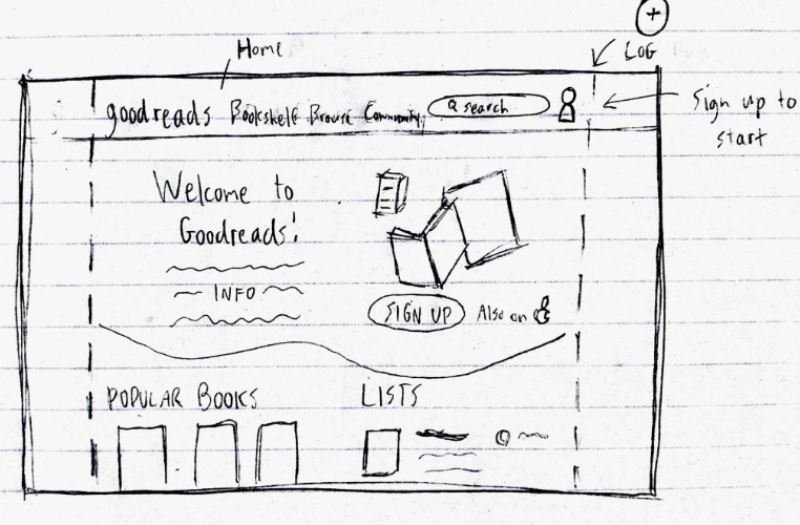 Home
LOG
Sign up to
start
goodreads Bookshelf Browse Community
search
Welcome to
Goodreads!
INFO
SIGN UP Also on
POPULAR BOOKS LISTS